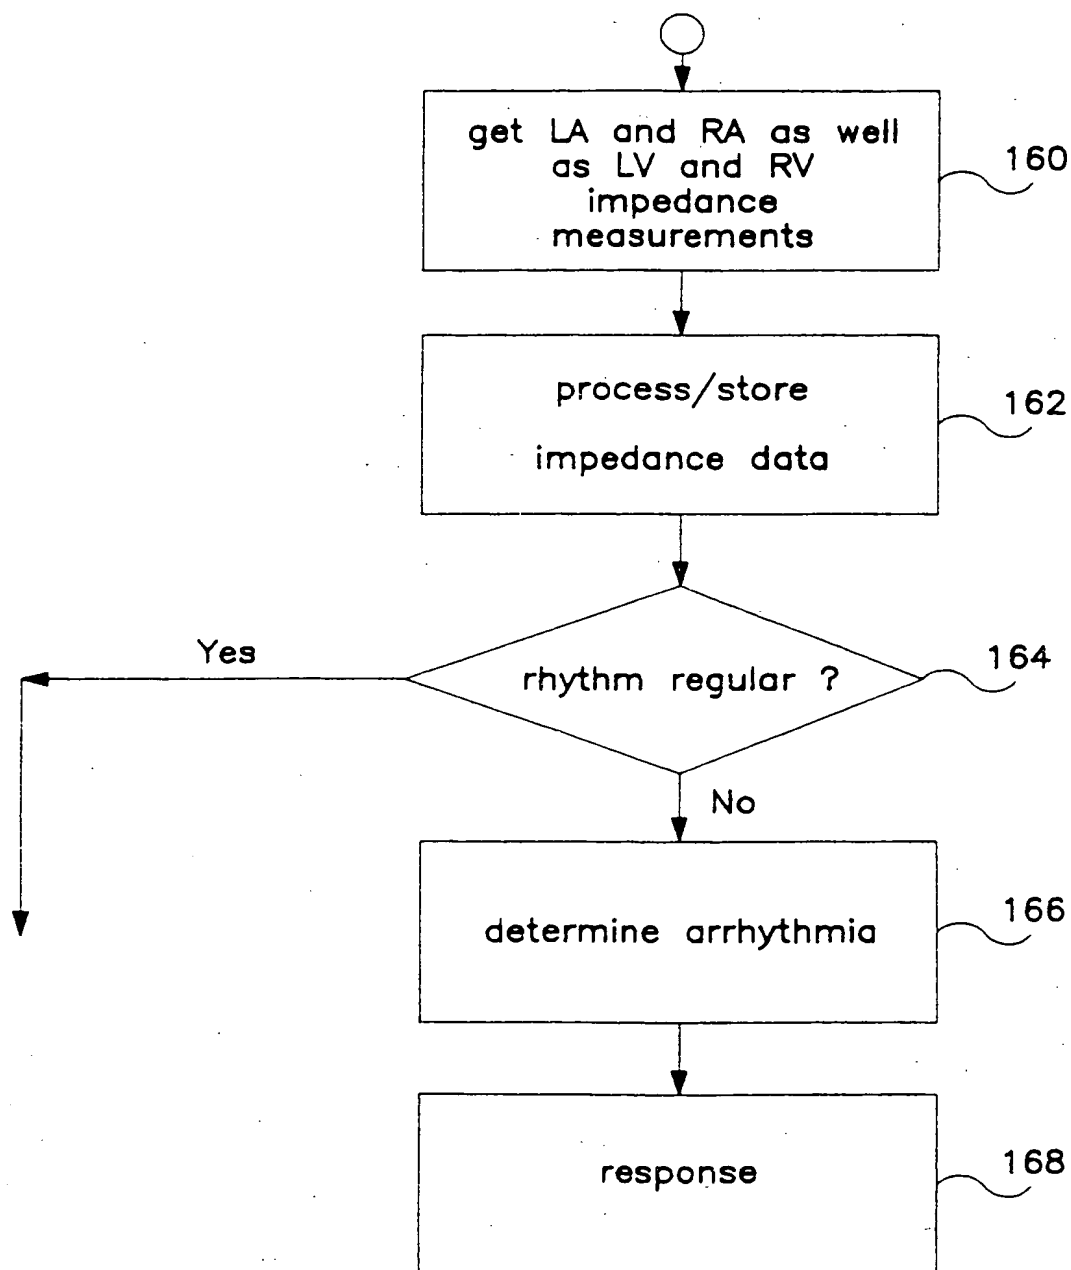 get LA and RA as well
as LV and RV
impedance
measurements
160
process/store
impedance data
162
Yes
rhythm regular ?
164
No
determine arrhythmia
166
response
168